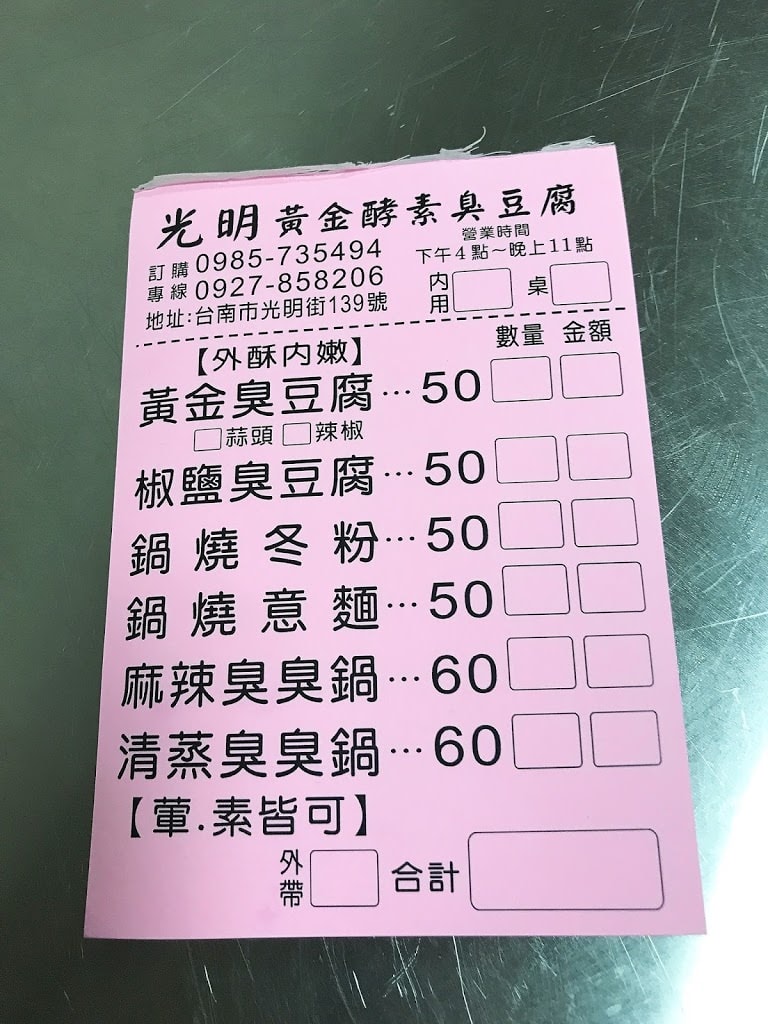 光明黃金酵素臭豆腐
訂購 0985-735494
專線 0927-858206
地址:台南市光明街139號
營業時間
下午4點～晚上11點
內用
桌
數量 金額
【外酥內嫩】
黃金臭豆腐…50
蒜頭 辣椒
椒鹽臭豆腐…50
鍋燒冬粉…50
鍋燒意麵…50
麻辣臭臭鍋…60
清蒸臭臭鍋…60
【葷.素皆可】
外帶
合計